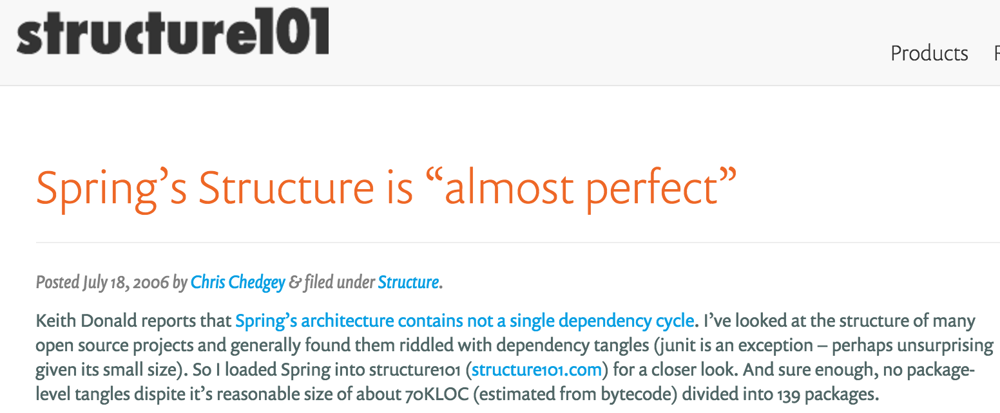 structure101
Products
Spring’s Structure is “almost perfect”
Posted July 18, 2006 by Chris Chedgey & filed under Structure.
Keith Donald reports that Spring’s architecture contains not a single dependency cycle. I’ve looked at the structure of many
open source projects and generally found them riddled with dependency tangles (junit is an exception – perhaps unsurprising
given its small size). So I loaded Spring into structure101 (structure101.com) for a closer look. And sure enough, no package-
level tangles dispite it’s reasonable size of about 70KLOC (estimated from bytecode) divided into 139 packages.